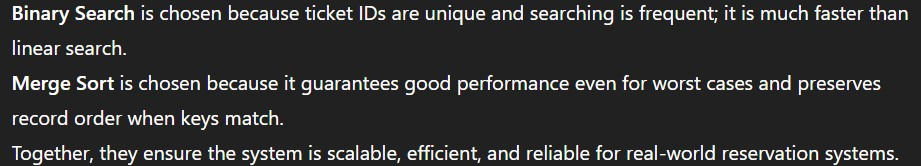 Binary Search is chosen because ticket IDs are unique and searching is frequent; it is much faster than
linear search.
Merge Sort is chosen because it guarantees good performance even for worst cases and preserves
record order when keys match.
Together, they ensure the system is scalable, efficient, and reliable for real-world reservation systems.